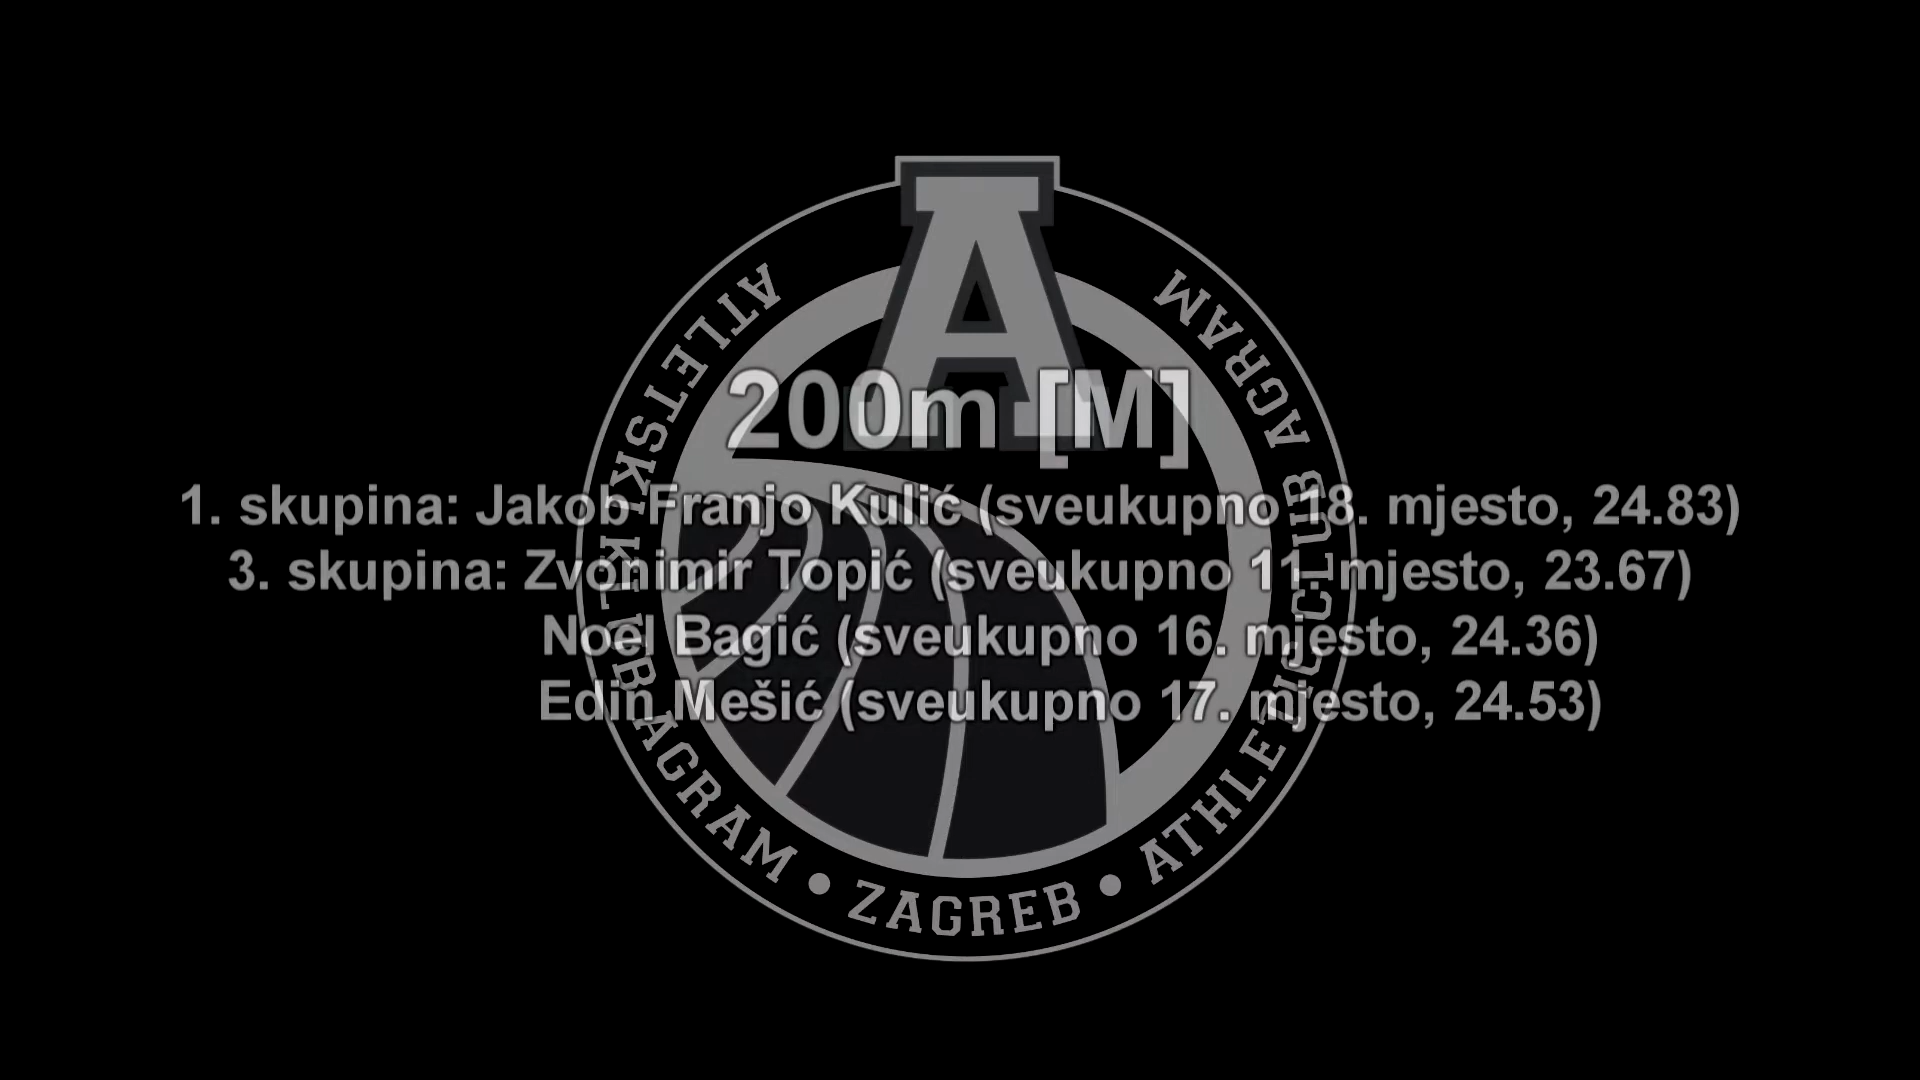 A
ATLETSKI KLUB AGRAM • ZAGREB • ATHLETIC CLUB AGRAM
200m [M]
1. skupina: Jakob Franjo Kulić (sveukupno 18. mjesto, 24.83)
3. skupina: Zvonimir Topić (sveukupno 11. mjesto, 23.67)
Noel Bagić (sveukupno 16. mjesto, 24.36)
Edin Mešić (sveukupno 17. mjesto, 24.53)